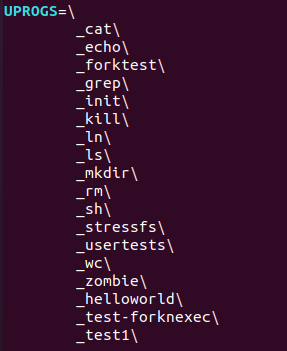 UPROGS=\
_cat\
_echo\
_forktest\
_grep\
_init\
_kill\
_ln\
_ls\
_mkdir\
_rm\
_sh\
_stressfs\
_usertests\
_wc\
_zombie\
_helloworld\
_test-forknexec\
_test1\